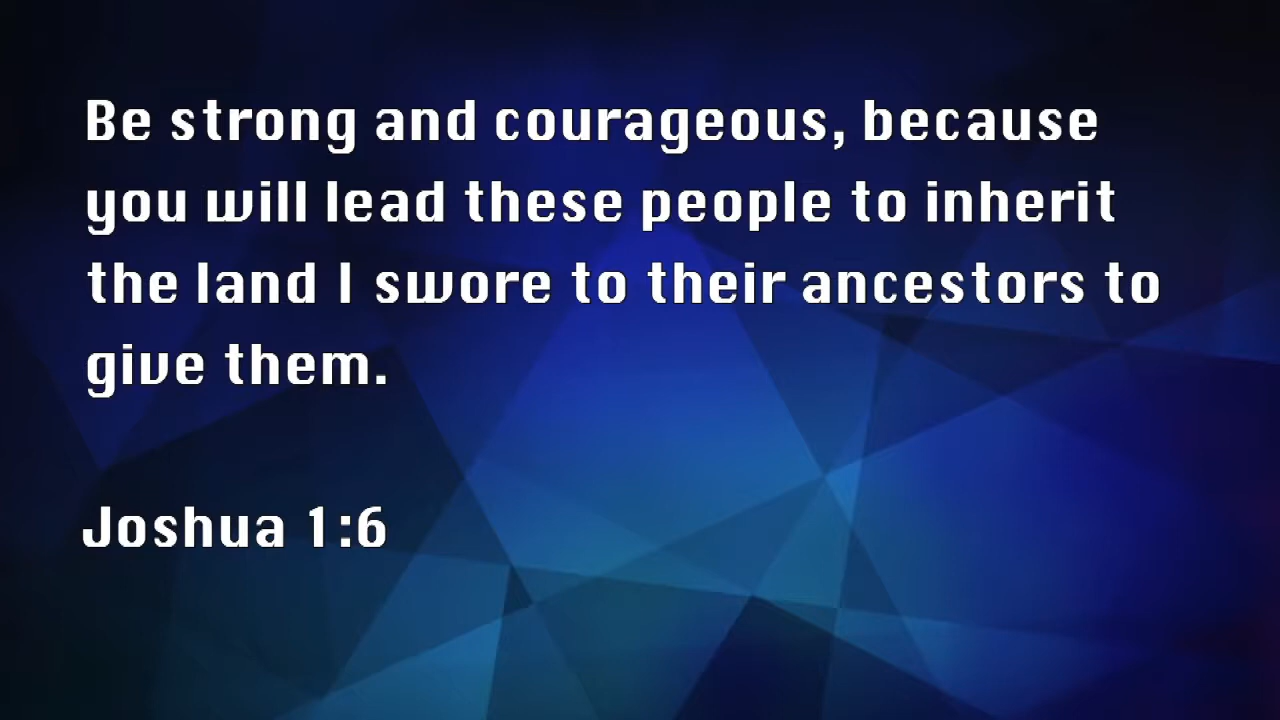 Be strong and courageous, because
you will lead these people to inherit
the land I swore to their ancestors to
give them.
Joshua 1:6